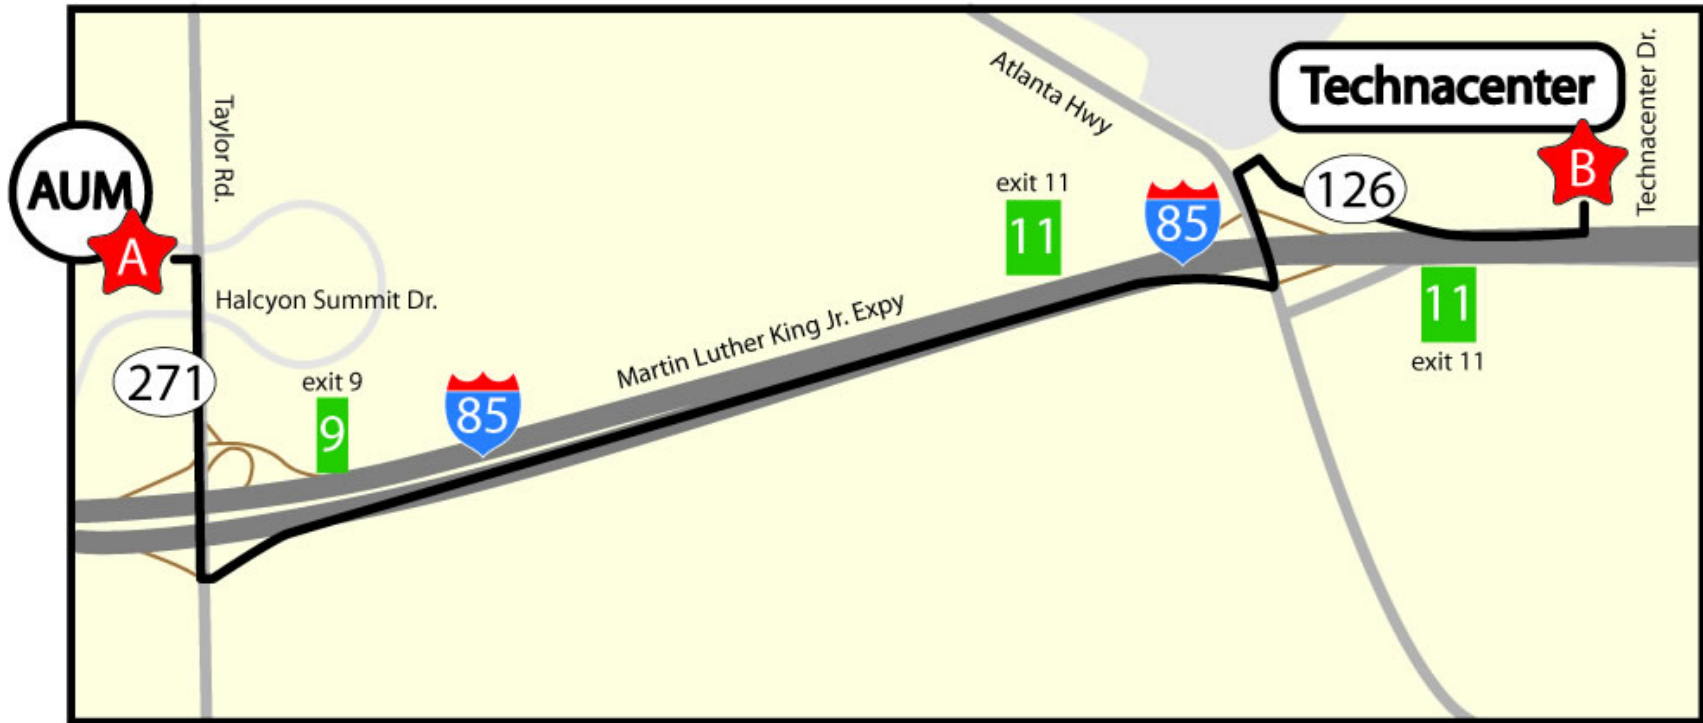 Technacenter
Technacenter Dr.
Atlanta Hwy
Taylor Rd.
AUM
A
B
126
exit 11
11
85
Halcyon Summit Dr.
Martin Luther King Jr. Expy
11
exit 11
271
exit 9
9
85